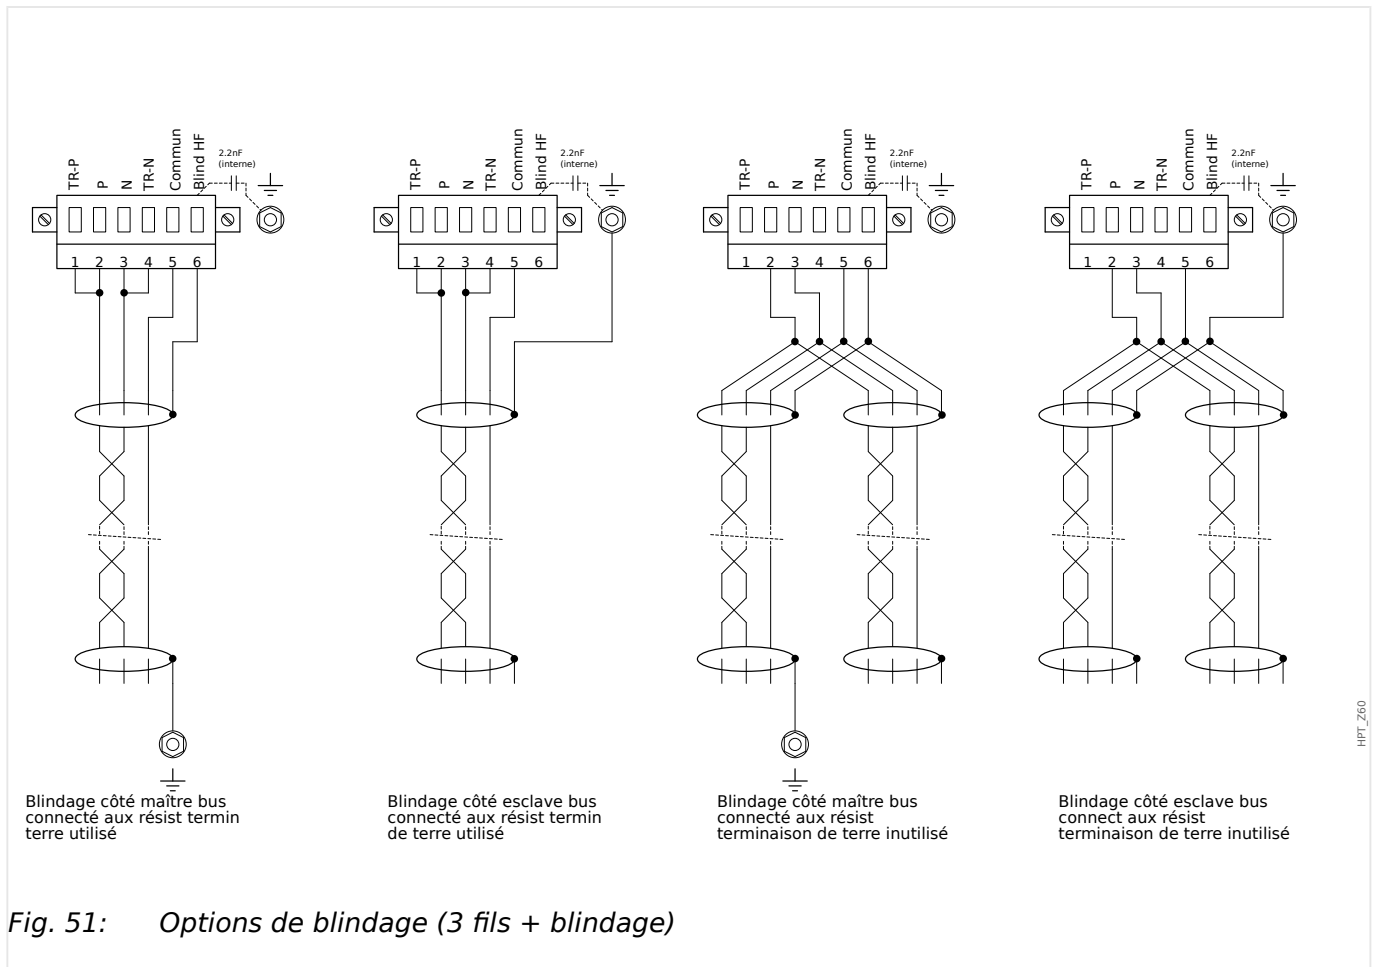 TR-P
P
N
TR-N
Commun
Blind HF
2.2nF
(interne)
1 2 3 4 5 6
TR-P
P
N
TR-N
Commun
Blind HF
2.2nF
(interne)
1 2 3 4 5 6
TR-P
P
N
TR-N
Commun
Blind HF
2.2nF
(interne)
1 2 3 4 5 6
TR-P
P
N
TR-N
Commun
Blind HF
2.2nF
(interne)
1 2 3 4 5 6
HPT_Z60
Blindage côté maître bus
connecté aux résist termin
terre utilisé
Blindage côté esclave bus
connecté aux résist termin
de terre utilisé
Blindage côté maître bus
connecté aux résist
terminaison de terre inutilisé
Blindage côté esclave bus
connect aux résist
terminaison de terre inutilisé
Fig. 51: Options de blindage (3 fils + blindage)